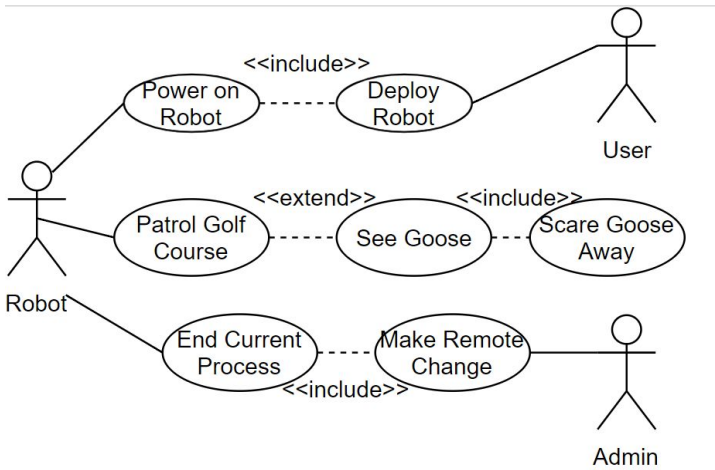 <<include>>
Power on
Robot
Deploy
Robot
User
<<extend>>
<<include>>
Patrol Golf
Course
See Goose
Scare Goose
Away
Robot
End Current
Process
Make Remote
Change
<<include>>
Admin